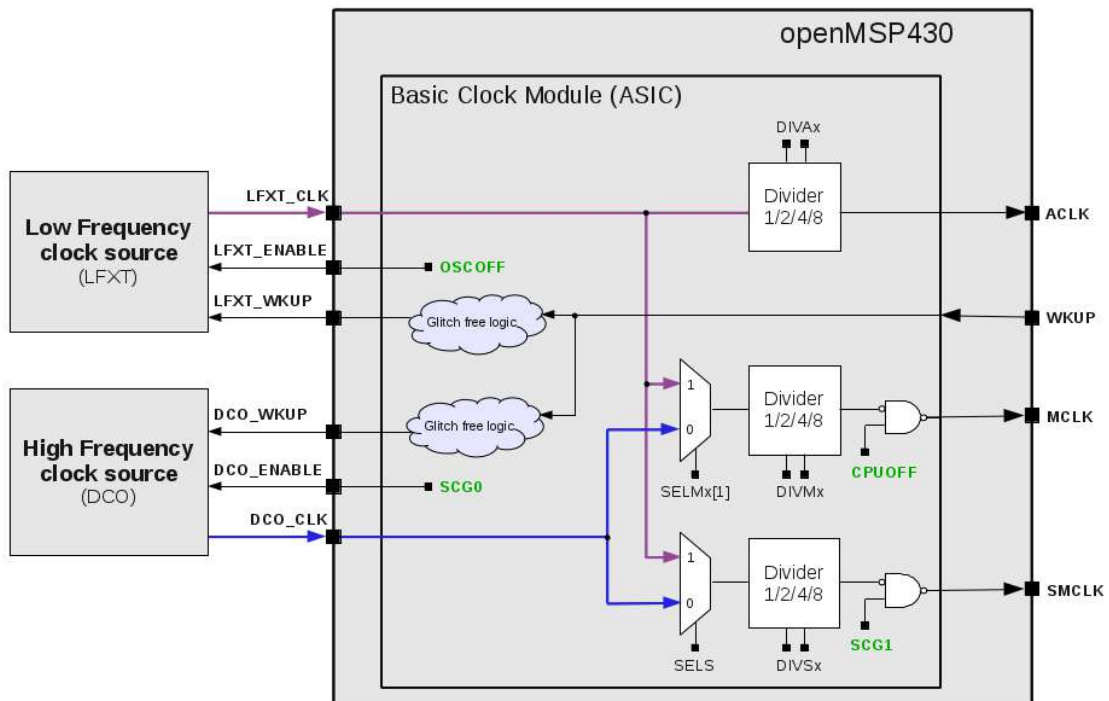 openMSP430
Basic Clock Module (ASIC)
DIVAx
LFXT_CLK
Divider
1/2/4/8
ACLK
Low Frequency
clock source
(LFXT)
LFXT_ENABLE
OSCOFF
LFXT_WKUP
Glitch free logic
WKUP
1
Divider
1/2/4/8
0
MCLK
CPUOFF
SELMx[1]
DIVMx
DCO_WKUP
Glitch free logic
High Frequency
clock source
(DCO)
DCO_ENABLE
SCG0
DCO_CLK
1
Divider
1/2/4/8
0
SMCLK
SCG1
SELS
DIVSx